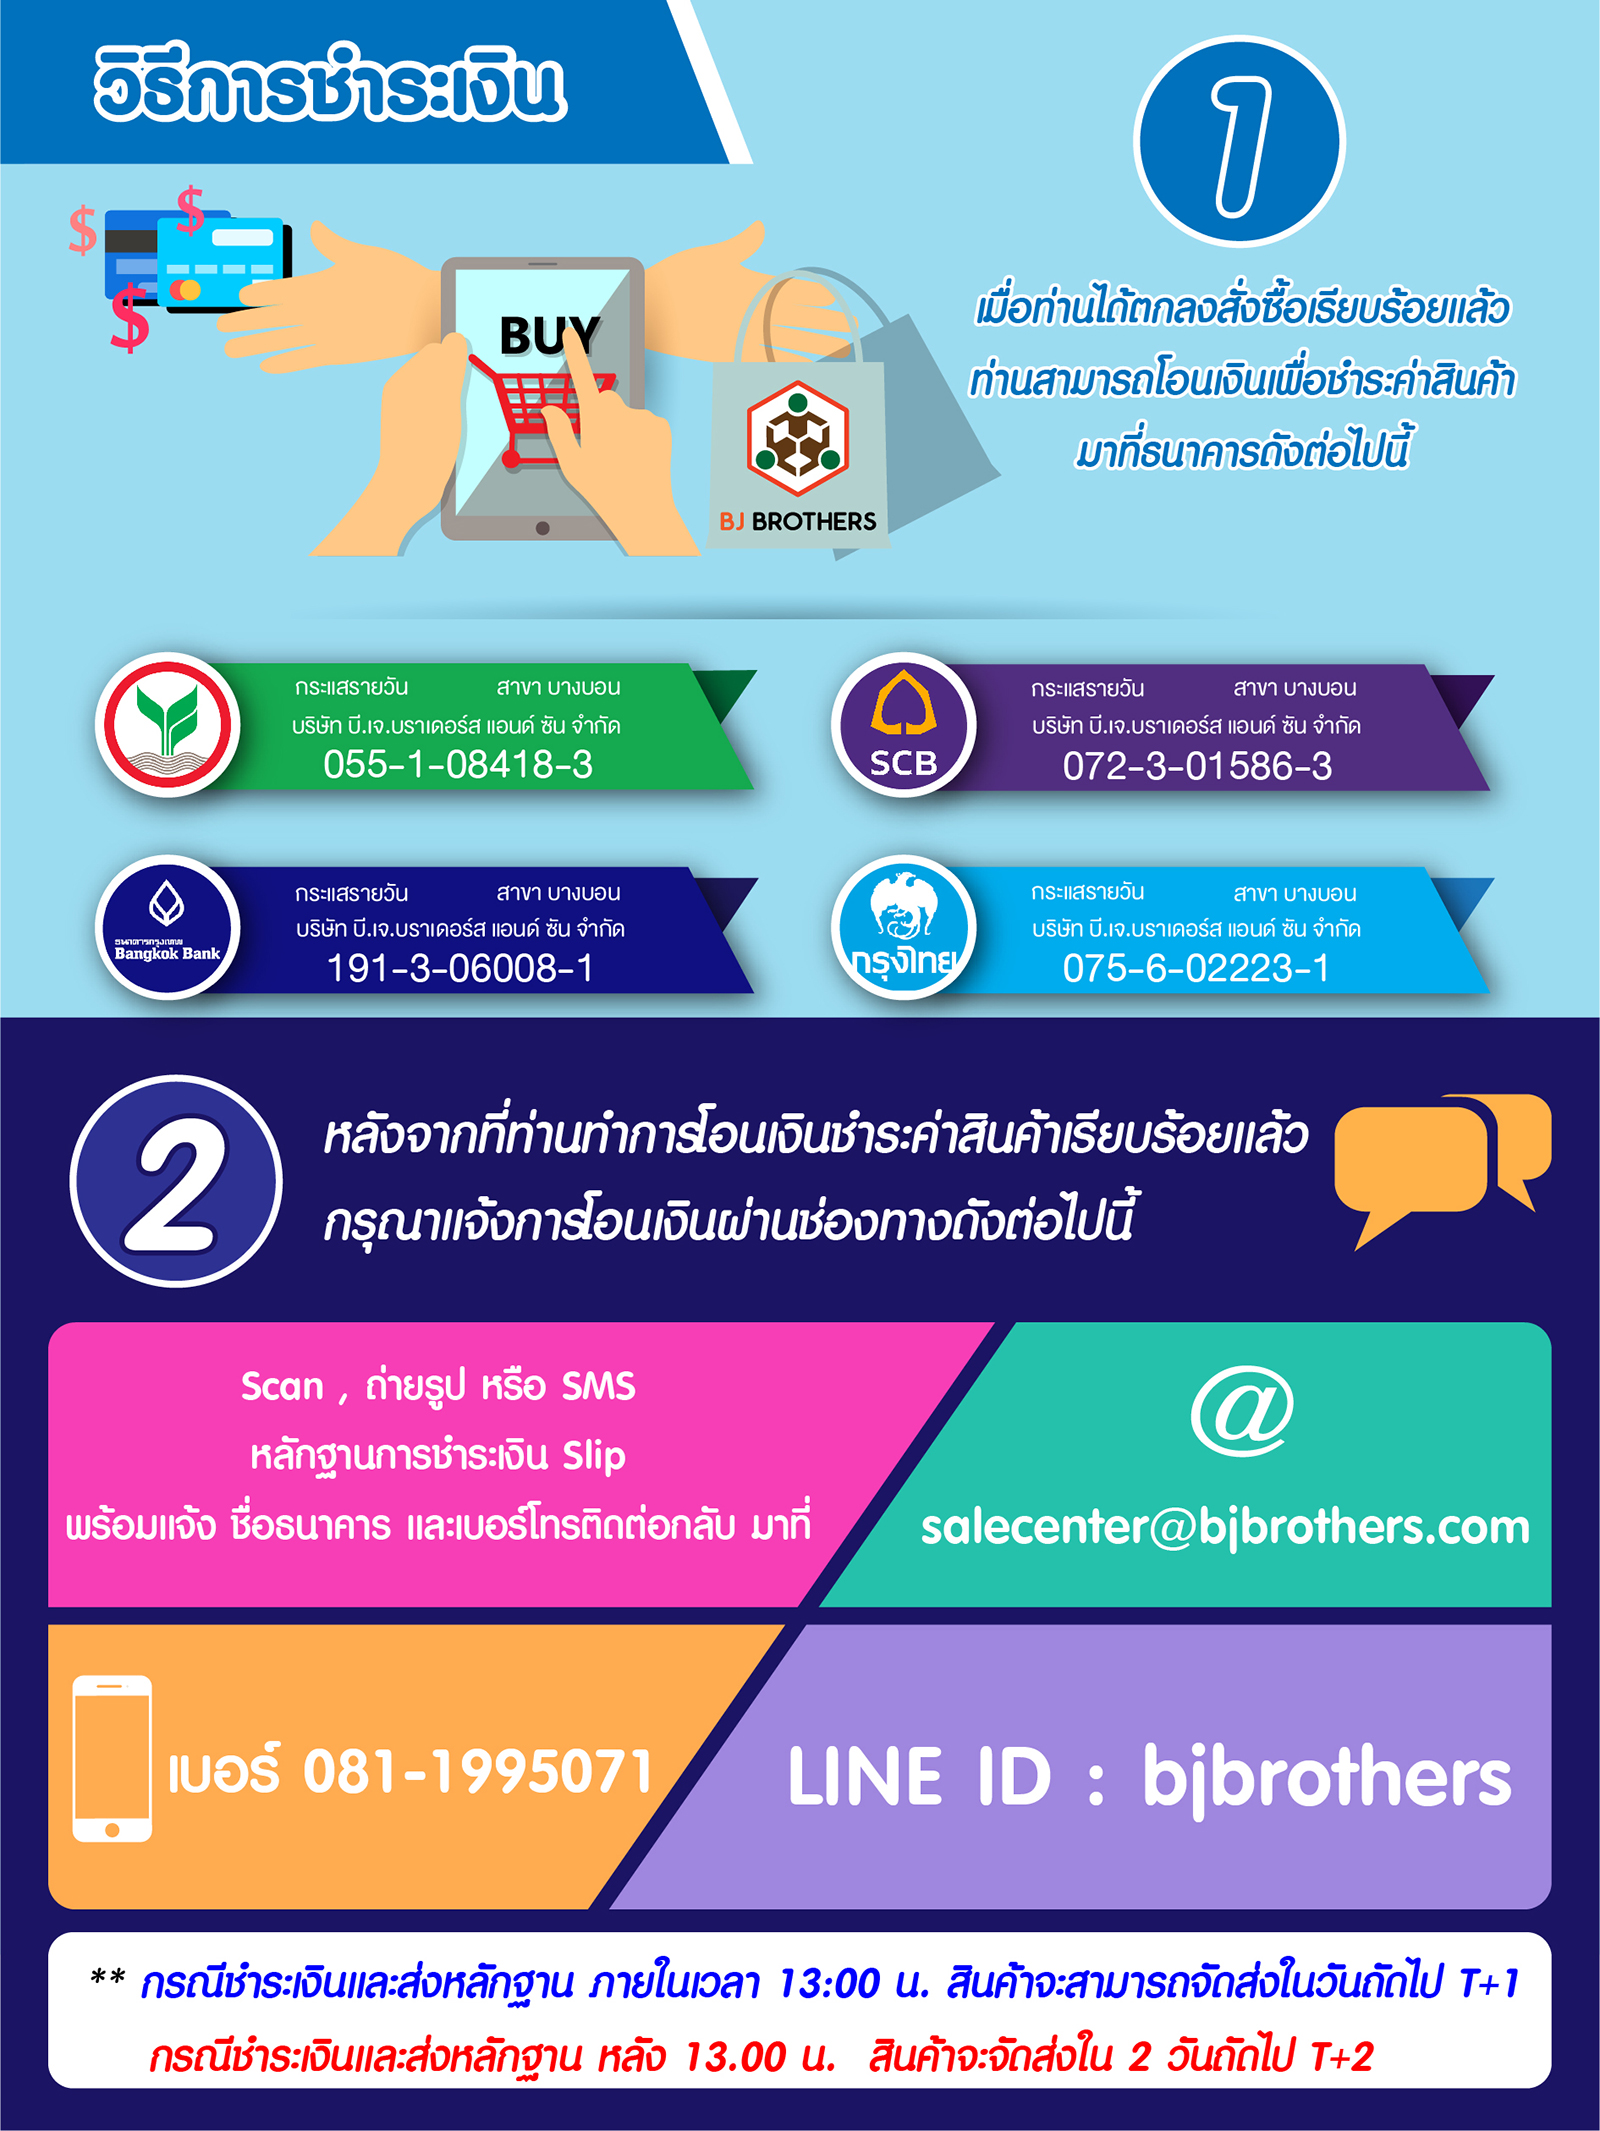 วิธีการชำระเงิน
1
เมื่อท่านได้ตกลงสั่งซื้อเรียบร้อยแล้ว
ท่านสามารถโอนเงินเพื่อชำระค่าสินค้า
มาที่ธนาคารดังต่อไปนี้
$
$
$
BUY
BJ BROTHERS
กระแสรายวัน สาขา บางบอน
บริษัท บี.เจ.บราเดอร์ส แอนด์ ซัน จำกัด
055-1-08418-3
SCB
กระแสรายวัน สาขา บางบอน
บริษัท บี.เจ.บราเดอร์ส แอนด์ ซัน จำกัด
072-3-01586-3
ธนาคารกรุงเทพ
Bangkok Bank
กระแสรายวัน สาขา บางบอน
บริษัท บี.เจ.บราเดอร์ส แอนด์ ซัน จำกัด
191-3-06008-1
กรุงไทย
กระแสรายวัน สาขา บางบอน
บริษัท บี.เจ.บราเดอร์ส แอนด์ ซัน จำกัด
075-6-02223-1
2
หลังจากที่ท่านทำการโอนเงินชำระค่าสินค้าเรียบร้อยแล้ว
กรุณาแจ้งการโอนเงินผ่านช่องทางดังต่อไปนี้
Scan , ถ่ายรูป หรือ SMS
หลักฐานการชำระเงิน Slip
พร้อมแจ้ง ชื่อธนาคาร และเบอร์โทรติดต่อกลับ มาที่
@
salecenter@bjbrothers.com
เบอร์ 081-1995071
LINE ID : bjbrothers
** กรณีชำระเงินและส่งหลักฐาน ภายในเวลา 13:00 น. สินค้าจะสามารถจัดส่งในวันถัดไป T+1
กรณีชำระเงินและส่งหลักฐาน หลัง 13.00 น. สินค้าจะจัดส่งใน 2 วันถัดไป T+2